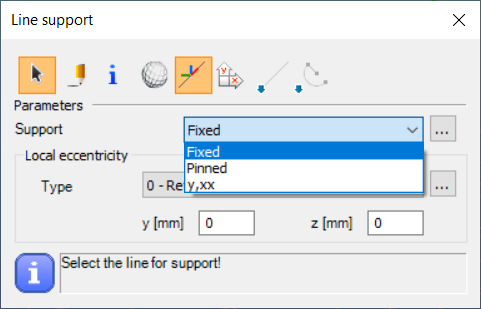 Line support
Parameters
Support Fixed ...
Fixed
Pinned
y,xx
Local eccentricity
Type 0 - Re ...
y [mm] 0 z [mm] 0
Select the line for support!